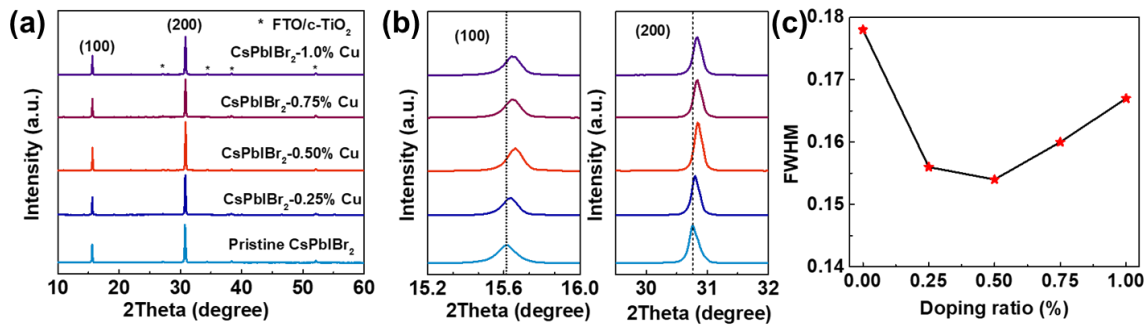 (a)
* FTO/c-TiO2
(200)
(100)
CsPbIBr2-1.0% Cu
* * * *
CsPbIBr2-0.75% Cu
CsPbIBr2-0.50% Cu
CsPbIBr2-0.25% Cu
Pristine CsPbIBr2
Intensity (a.u.)
10 20 30 40 50 60
2Theta (degree)
(b)
(100)
(200)
Intensity (a.u.)
15.2 15.6 16.0
2Theta (degree)
Intensity (a.u.)
30 31 32
2Theta (degree)
(c)
0.18
0.17
0.16
0.15
0.14
FWHM
0.00 0.25 0.50 0.75 1.00
Doping ratio (%)